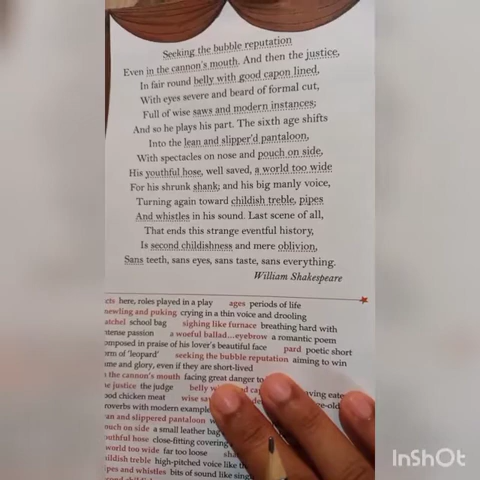 Seeking the bubble reputation
Even in the cannon's mouth. And then the justice,
In fair round belly with good capon lined,
With eyes severe and beard of formal cut,
Full of wise saws and modern instances;
And so he plays his part. The sixth age shifts
Into the lean and slipper'd pantaloon,
With spectacles on nose and pouch on side,
His youthful hose, well saved, a world too wide
For his shrunk shank; and his big manly voice,
Turning again toward childish treble, pipes
And whistles in his sound. Last scene of all,
That ends this strange eventful history,
Is second childishness and mere oblivion,
Sans teeth, sans eyes, sans taste, sans everything.
William Shakespeare
here, roles played in a play ages periods of life
mewling and puking crying in a thin voice and drooling
satchel school bag sighing like furnace breathing hard with
intense passion a woeful ballad...eyebrow a romantic poem
composed in praise of his lover's beautiful face pard poetic short
form of 'leopard' seeking the bubble reputation aiming to win
fame and glory, even if they are short-lived
in the cannon's mouth facing great danger to
the justice the judge belly
good chicken meat wise
proverbs with modern example
lean and slippered pantaloon
pouch on side a small leather bag
youthful hose close-fitting covering
world too wide far too loose
childish treble high-pitched voice like
pipes and whistles bits of sound like
InShOt